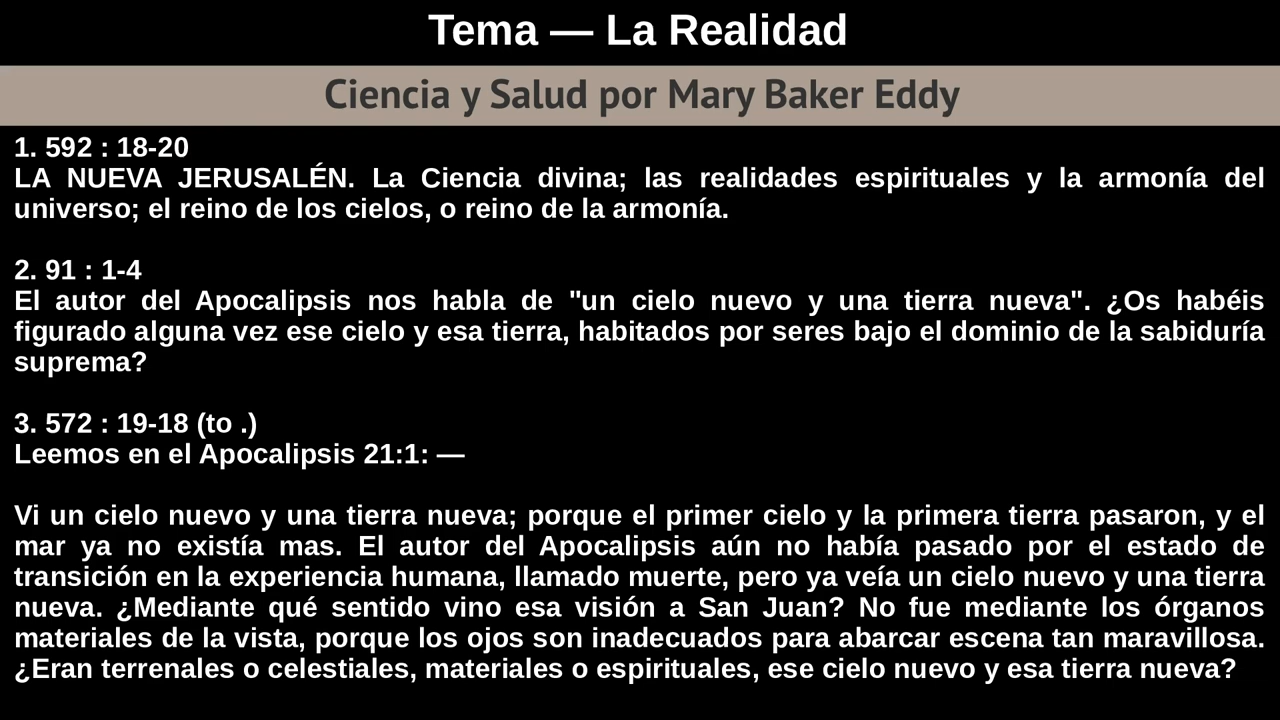 Tema — La Realidad
Ciencia y Salud por Mary Baker Eddy
1. 592 : 18-20
LA NUEVA JERUSALÉN. La Ciencia divina; las realidades espirituales y la armonía del
universo; el reino de los cielos, o reino de la armonía.
2. 91 : 1-4
El autor del Apocalipsis nos habla de "un cielo nuevo y una tierra nueva". ¿Os habéis
figurado alguna vez ese cielo y esa tierra, habitados por seres bajo el dominio de la sabiduría
suprema?
3. 572 : 19-18 (to .)
Leemos en el Apocalipsis 21:1: —
Vi un cielo nuevo y una tierra nueva; porque el primer cielo y la primera tierra pasaron, y el
mar ya no existía mas. El autor del Apocalipsis aún no había pasado por el estado de
transición en la experiencia humana, llamado muerte, pero ya veía un cielo nuevo y una tierra
nueva. ¿Mediante qué sentido vino esa visión a San Juan? No fue mediante los órganos
materiales de la vista, porque los ojos son inadecuados para abarcar escena tan maravillosa.
¿Eran terrenales o celestiales, materiales o espirituales, ese cielo nuevo y esa tierra nueva?